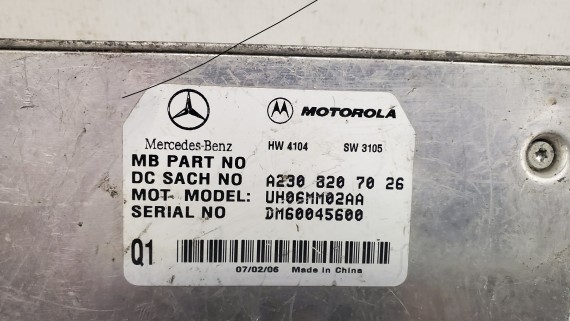 MOTOROLA
Mercedes-Benz HW 4104 SW 3105
MB PART NO
DC SACH NO A230 820 70 26
MOT. MODEL: UH06MM02AA
SERIAL NO DM60045600
Q1
07/02/06 Made in China